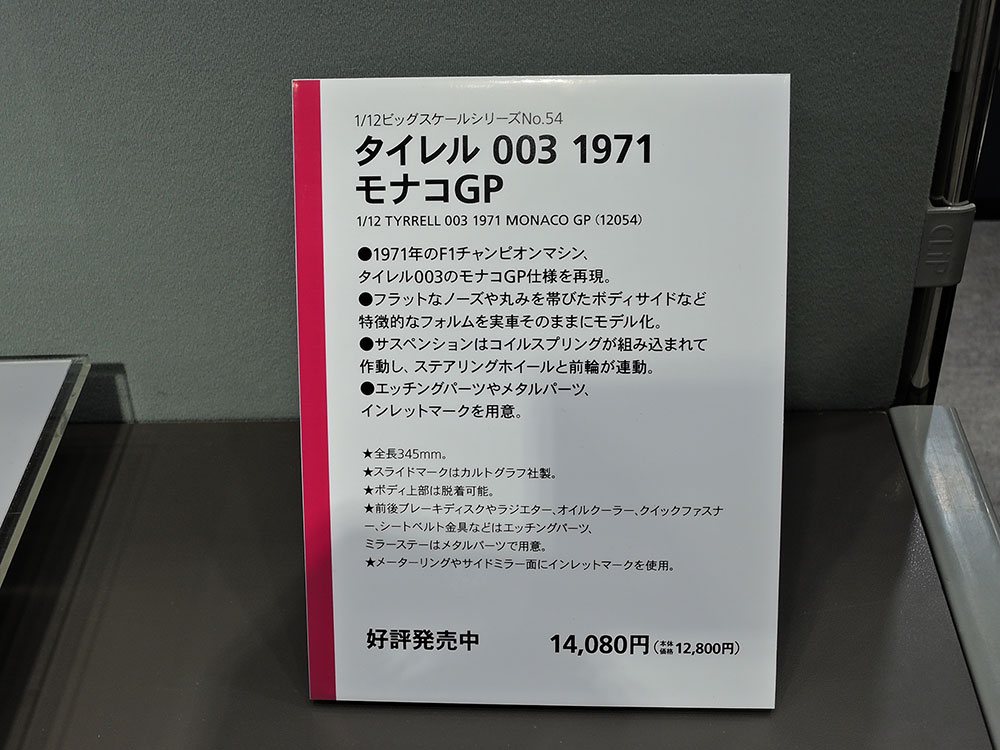 1/12ビッグスケールシリーズNo.54
タイレル 003 1971
モナコGP
1/12 TYRRELL 003 1971 MONACO GP (12054)
●1971年のF1チャンピオンマシン、
タイレル003のモナコGP仕様を再現。
●フラットなノーズや丸みを帯びたボディサイドなど
特徴的なフォルムを実車そのままにモデル化。
●サスペンションはコイルスプリングが組み込まれて
作動し、ステアリングホイールと前輪が連動。
●エッチングパーツやメタルパーツ、
インレットマークを用意。
★全長345mm。
★スライドマークはカルトグラフ社製。
★ボディ上部は脱着可能。
★前後ブレーキディスクやラジエター、オイルクーラー、クイックファスナ
ー、シートベルト金具などはエッチングパーツ、
ミラーステーはメタルパーツで用意。
★メーターリングやサイドミラー面にインレットマークを使用。
好評発売中 14,080円(本体価格12,800円)
CLIP